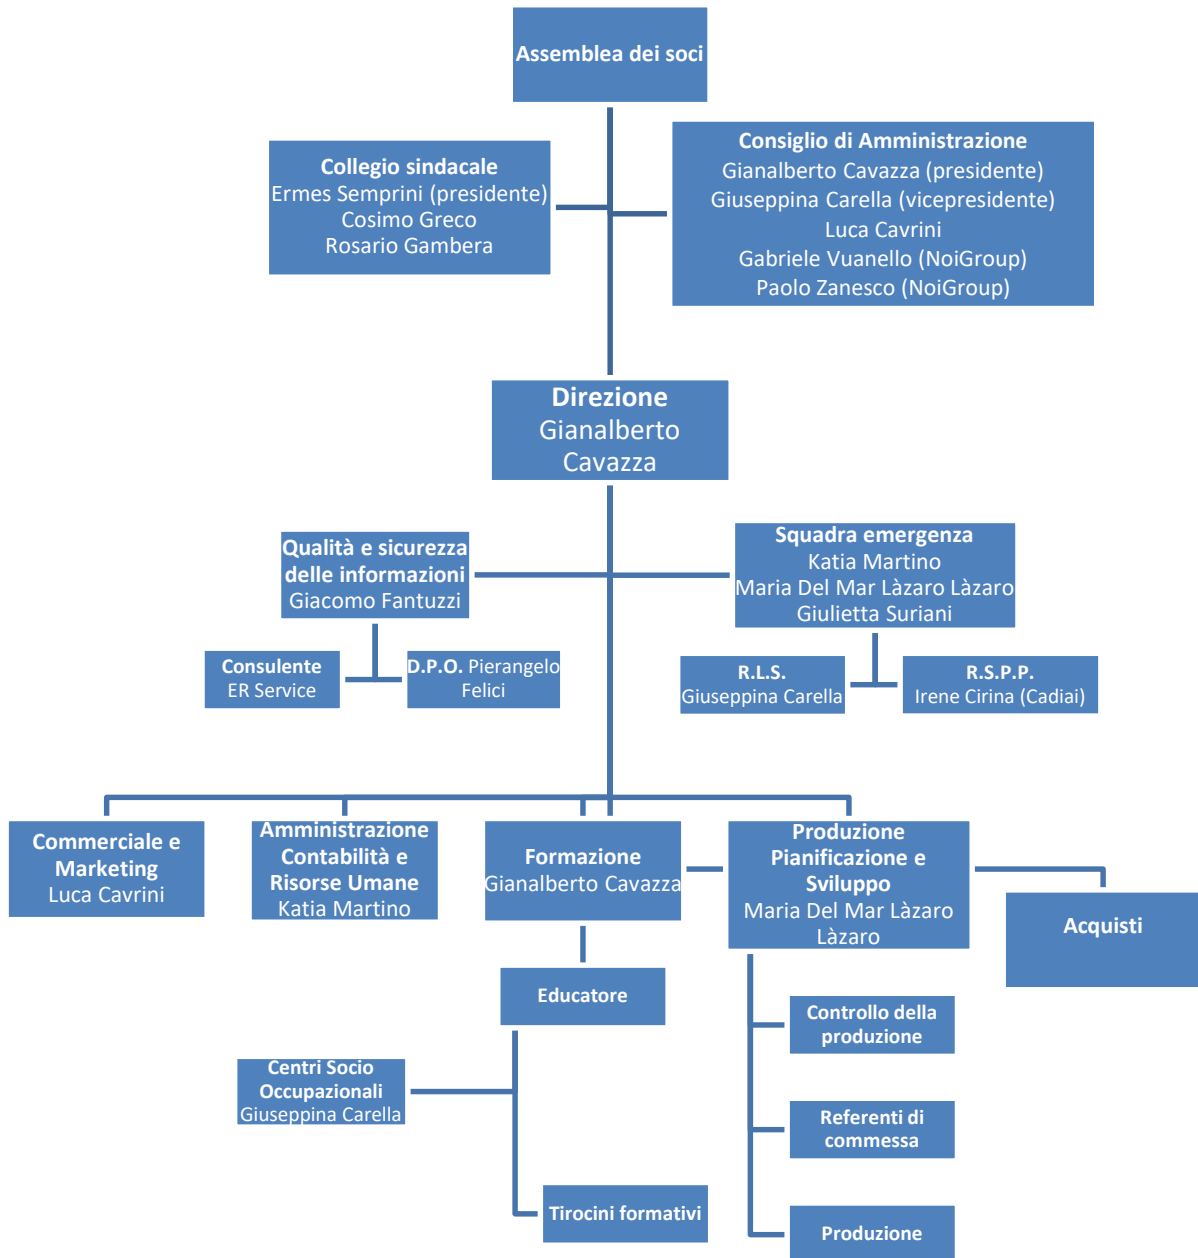 Assemblea dei soci
Collegio sindacale
Ermes Semprini (presidente)
Cosimo Greco
Rosario Gambera
Consiglio di Amministrazione
Gianalberto Cavazza (presidente)
Giuseppina Carella (vicepresidente)
Luca Cavrini
Gabriele Vuanello (NoiGroup)
Paolo Zanesco (NoiGroup)
Direzione
Gianalberto
Cavazza
Qualità e sicurezza
delle informazioni
Giacomo Fantuzzi
Squadra emergenza
Katia Martino
Maria Del Mar Làzaro Làzaro
Giulietta Suriani
Consulente
ER Service
D.P.O. Pierangelo
Felici
R.L.S.
Giuseppina Carella
R.S.P.P.
Irene Cirina (Cadiai)
Commerciale e
Marketing
Luca Cavrini
Amministrazione
Contabilità e
Risorse Umane
Katia Martino
Formazione
Gianalberto Cavazza
Produzione
Pianificazione e
Sviluppo
Maria Del Mar Làzaro
Làzaro
Acquisti
Educatore
Controllo della
produzione
Centri Socio
Occupazionali
Giuseppina Carella
Referenti di
commessa
Tirocini formativi
Produzione